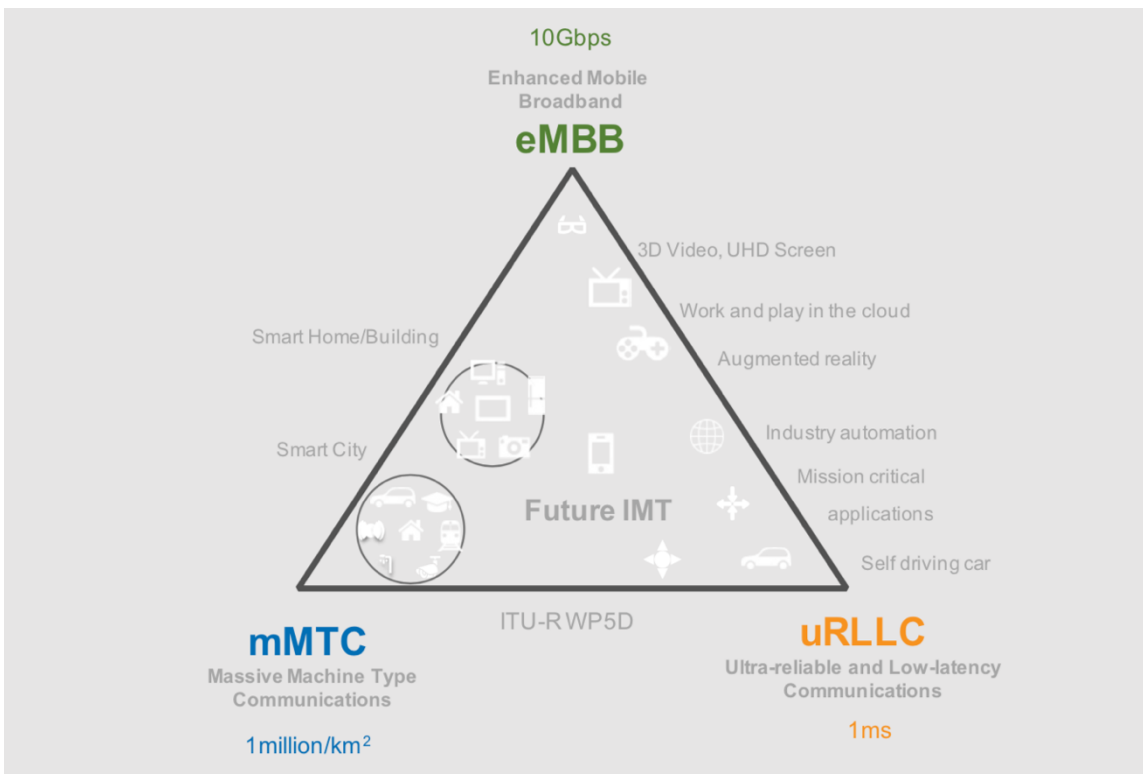 10Gbps
Enhanced Mobile
Broadband
eMBB
3D Video, UHD Screen
Work and play in the cloud
Smart Home/Building
Augmented reality
Industry automation
Smart City
Mission critical
applications
Future IMT
Self driving car
ITU-R WP5D
mMTC
Massive Machine Type
Communications
1million/km²
uRLLC
Ultra-reliable and Low-latency
Communications
1ms